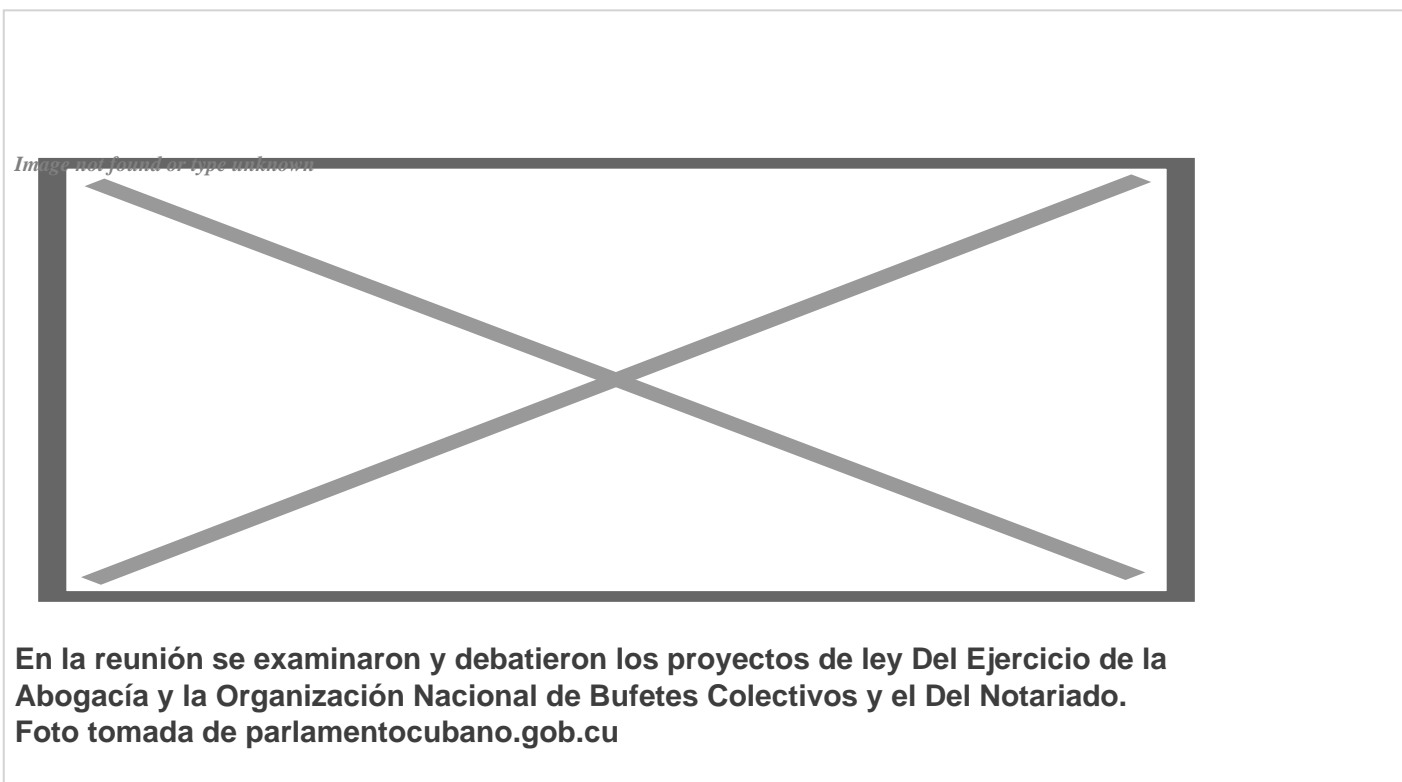 Image not found or type unknown
En la reunión se examinaron y debatieron los proyectos de ley Del Ejercicio de la
Abogacía y la Organización Nacional de Bufetes Colectivos y el Del Notariado.
Foto tomada de parlamentocubano.gob.cu